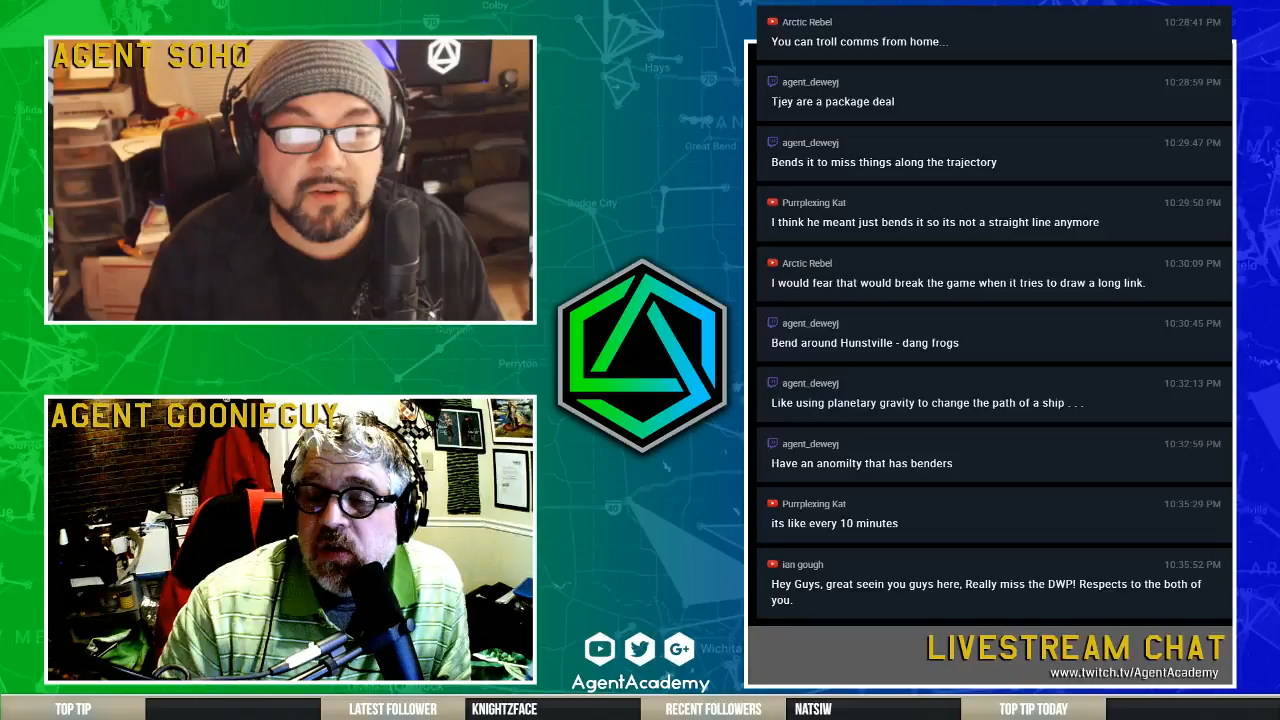 AGENT SOHO
AGENT GOONIEGUY
Arctic Rebel 10:28:41 PM
You can troll comms from home...
agent_deweyj 10:28:59 PM
Tjey are a package deal
agent_deweyj 10:29:47 PM
Bends it to miss things along the trajectory
Purrplexing Kat 10:29:50 PM
I think he meant just bends it so its not a straight line anymore
Arctic Rebel 10:30:09 PM
I would fear that would break the game when it tries to draw a long link.
agent_deweyj 10:30:45 PM
Bend around Hunstville - dang frogs
agent_deweyj 10:32:13 PM
Like using planetary gravity to change the path of a ship . . .
agent_deweyj 10:32:59 PM
Have an anomilty that has benders
Purrplexing Kat 10:35:29 PM
its like every 10 minutes
ian gough 10:35:52 PM
Hey Guys, great seein you guys here, Really miss the DWP! Respects to the both of
you.
LIVESTREAM CHAT
www.twitch.tv/AgentAcademy
Colby
Hays
Great Bend
Dodge City
Perryton
Wichita
G+
AgentAcademy
TOP TIP
LATEST FOLLOWER
KNIGHTZFACE
RECENT FOLLOWERS
NATSIW
TOP TIP TODAY